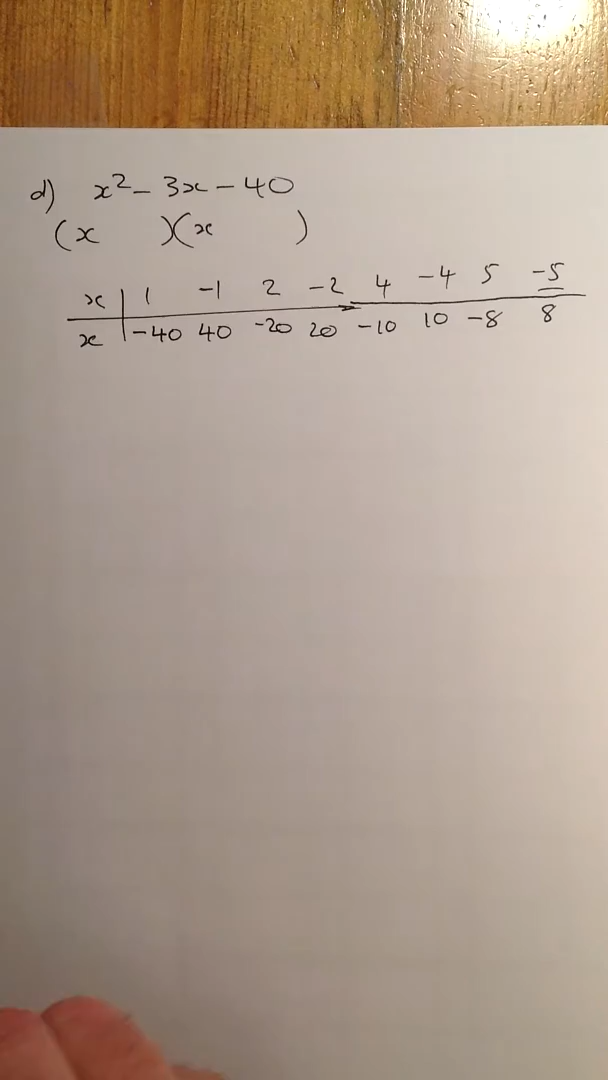 d) x² - 3x - 40
(x )(x )
x | 1 -1 2 -2 4 -4 5 -5
x | -40 40 -20 20 -10 10 -8 8